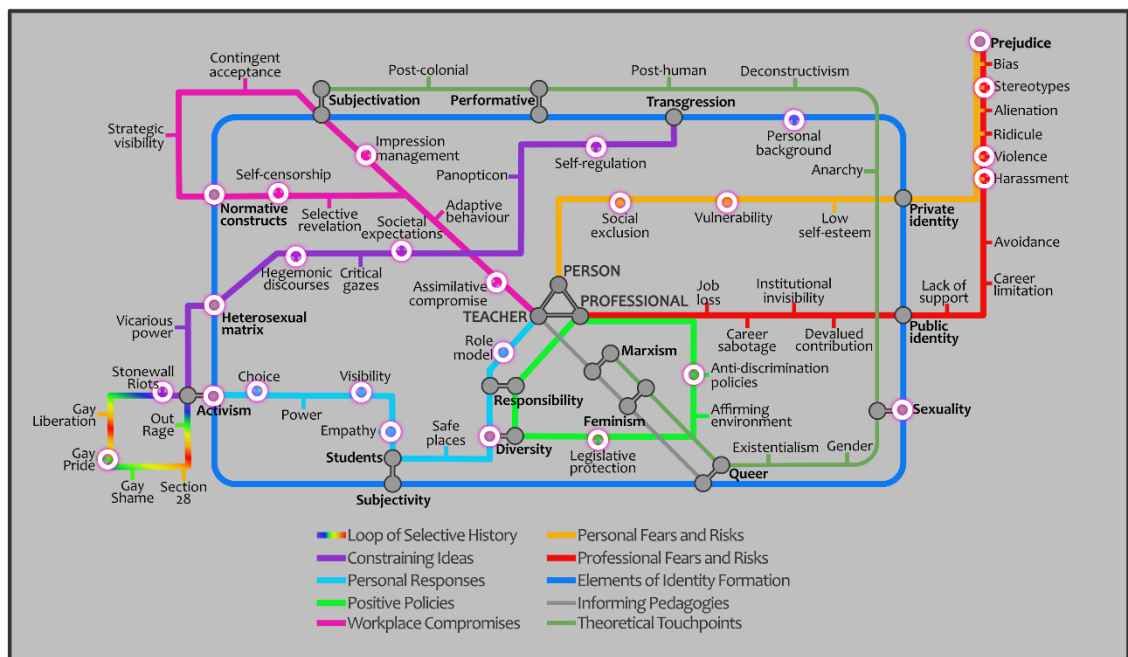 Prejudice
Contingent
acceptance
Post-colonial
Post-human
Deconstructivism
Bias
Stereotypes
Subjectivation
Performative
Transgression
Alienation
Strategic
visibility
Impression
management
Personal
background
Ridicule
Self-regulation
Violence
Panopticon
Anarchy
Harassment
Self-censorship
Normative
constructs
Selective
revelation
Societal
expectations
Adaptive
behaviour
Social
exclusion
Vulnerability
Low
self-esteem
Private
identity
Avoidance
Hegemonic
discourses
Critical
gazes
PERSON
Assimilative
compromise
PROFESSIONAL
Job
loss
Institutional
invisibility
Lack of
support
Career
limitation
Vicarious
power
Heterosexual
matrix
TEACHER
Career
sabotage
Devalued
contribution
Public
identity
Role
model
Marxism
Stonewall
Riots
Choice
Visibility
Anti-discrimination
policies
Gay
Liberation
Out
Rage
Activism
Power
Responsibility
Feminism
Affirming
environment
Sexuality
Empathy
Safe
places
Gay
Pride
Students
Diversity
Legislative
protection
Existentialism
Gender
Gay
Shame
Section
28
Subjectivity
Queer
Loop of Selective History
Constraining Ideas
Personal Responses
Positive Policies
Workplace Compromises
Personal Fears and Risks
Professional Fears and Risks
Elements of Identity Formation
Informing Pedagogies
Theoretical Touchpoints